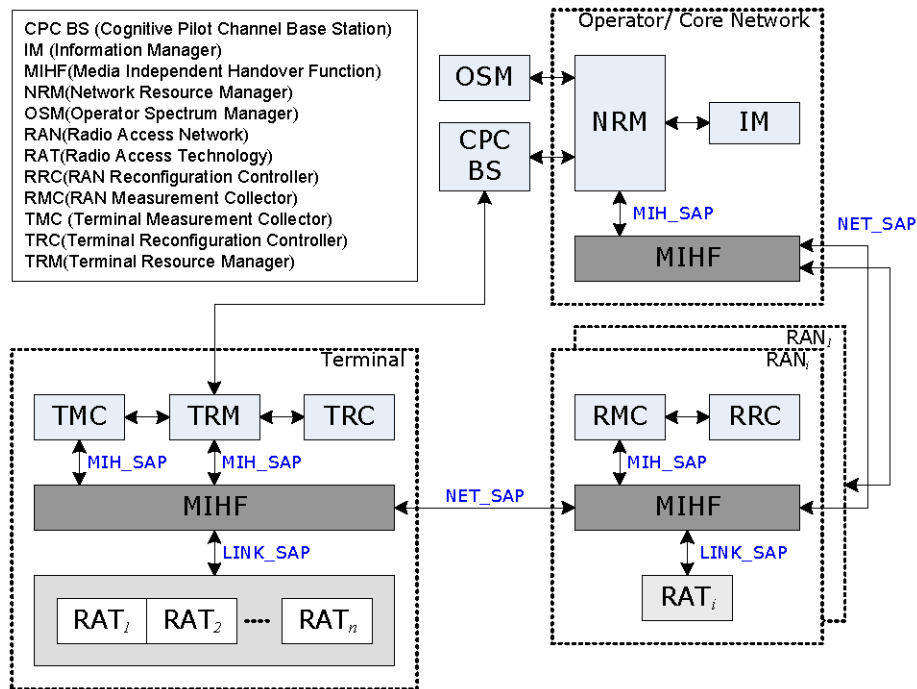 CPC BS (Cognitive Pilot Channel Base Station)
IM (Information Manager)
MIHF(Media Independent Handover Function)
NRM(Network Resource Manager)
OSM(Operator Spectrum Manager)
RAN(Radio Access Network)
RAT(Radio Access Technology)
RRC(RAN Reconfiguration Controller)
RMC(RAN Measurement Collector)
TMC (Terminal Measurement Collector)
TRC(Terminal Reconfiguration Controller)
TRM(Terminal Resource Manager)
Operator/ Core Network
OSM
NRM
IM
CPC
BS
MIH_SAP
NET_SAP
MIHF
Terminal
TMC
TRM
TRC
MIH_SAP
MIH_SAP
MIHF
LINK_SAP
RAT1
RAT2
RATn
NET_SAP
RANl
RANi
RMC
RRC
MIH_SAP
MIHF
LINK_SAP
RATi